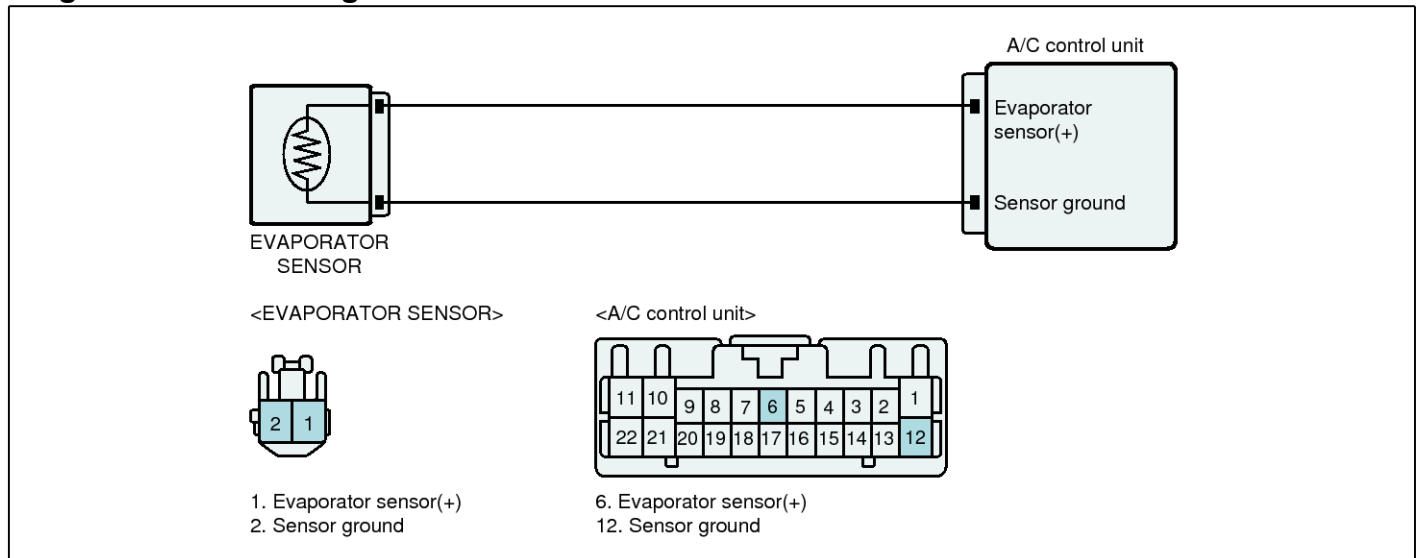 A/C control unit
Evaporator
sensor(+)
Sensor ground
EVAPORATOR
SENSOR
<EVAPORATOR SENSOR>
<A/C control unit>
2 1
11 10 9 8 7 6 5 4 3 2 1
22 21 20 19 18 17 16 15 14 13 12
1. Evaporator sensor(+)
2. Sensor ground
6. Evaporator sensor(+)
12. Sensor ground